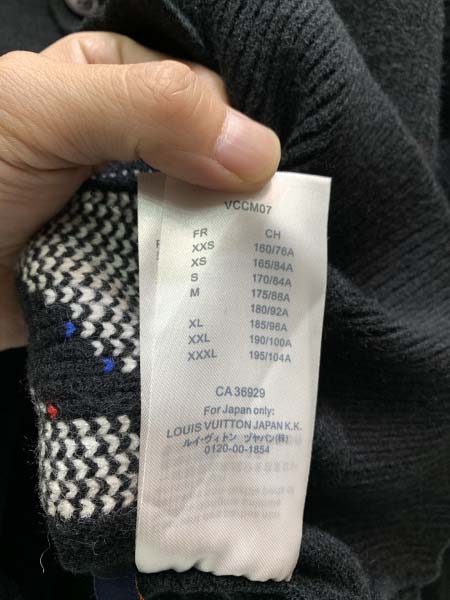 VCCM07
FR CH
XXS 160/76A
XS 165/84A
S 170/84A
M 175/88A
180/92A
XL 185/96A
XXL 190/100A
XXXL 195/104A
CA 36929
For Japan only:
LOUIS VUITTON JAPAN K.K.
ルイ・ヴィトン ヅャパン(株)
0120-00-1854